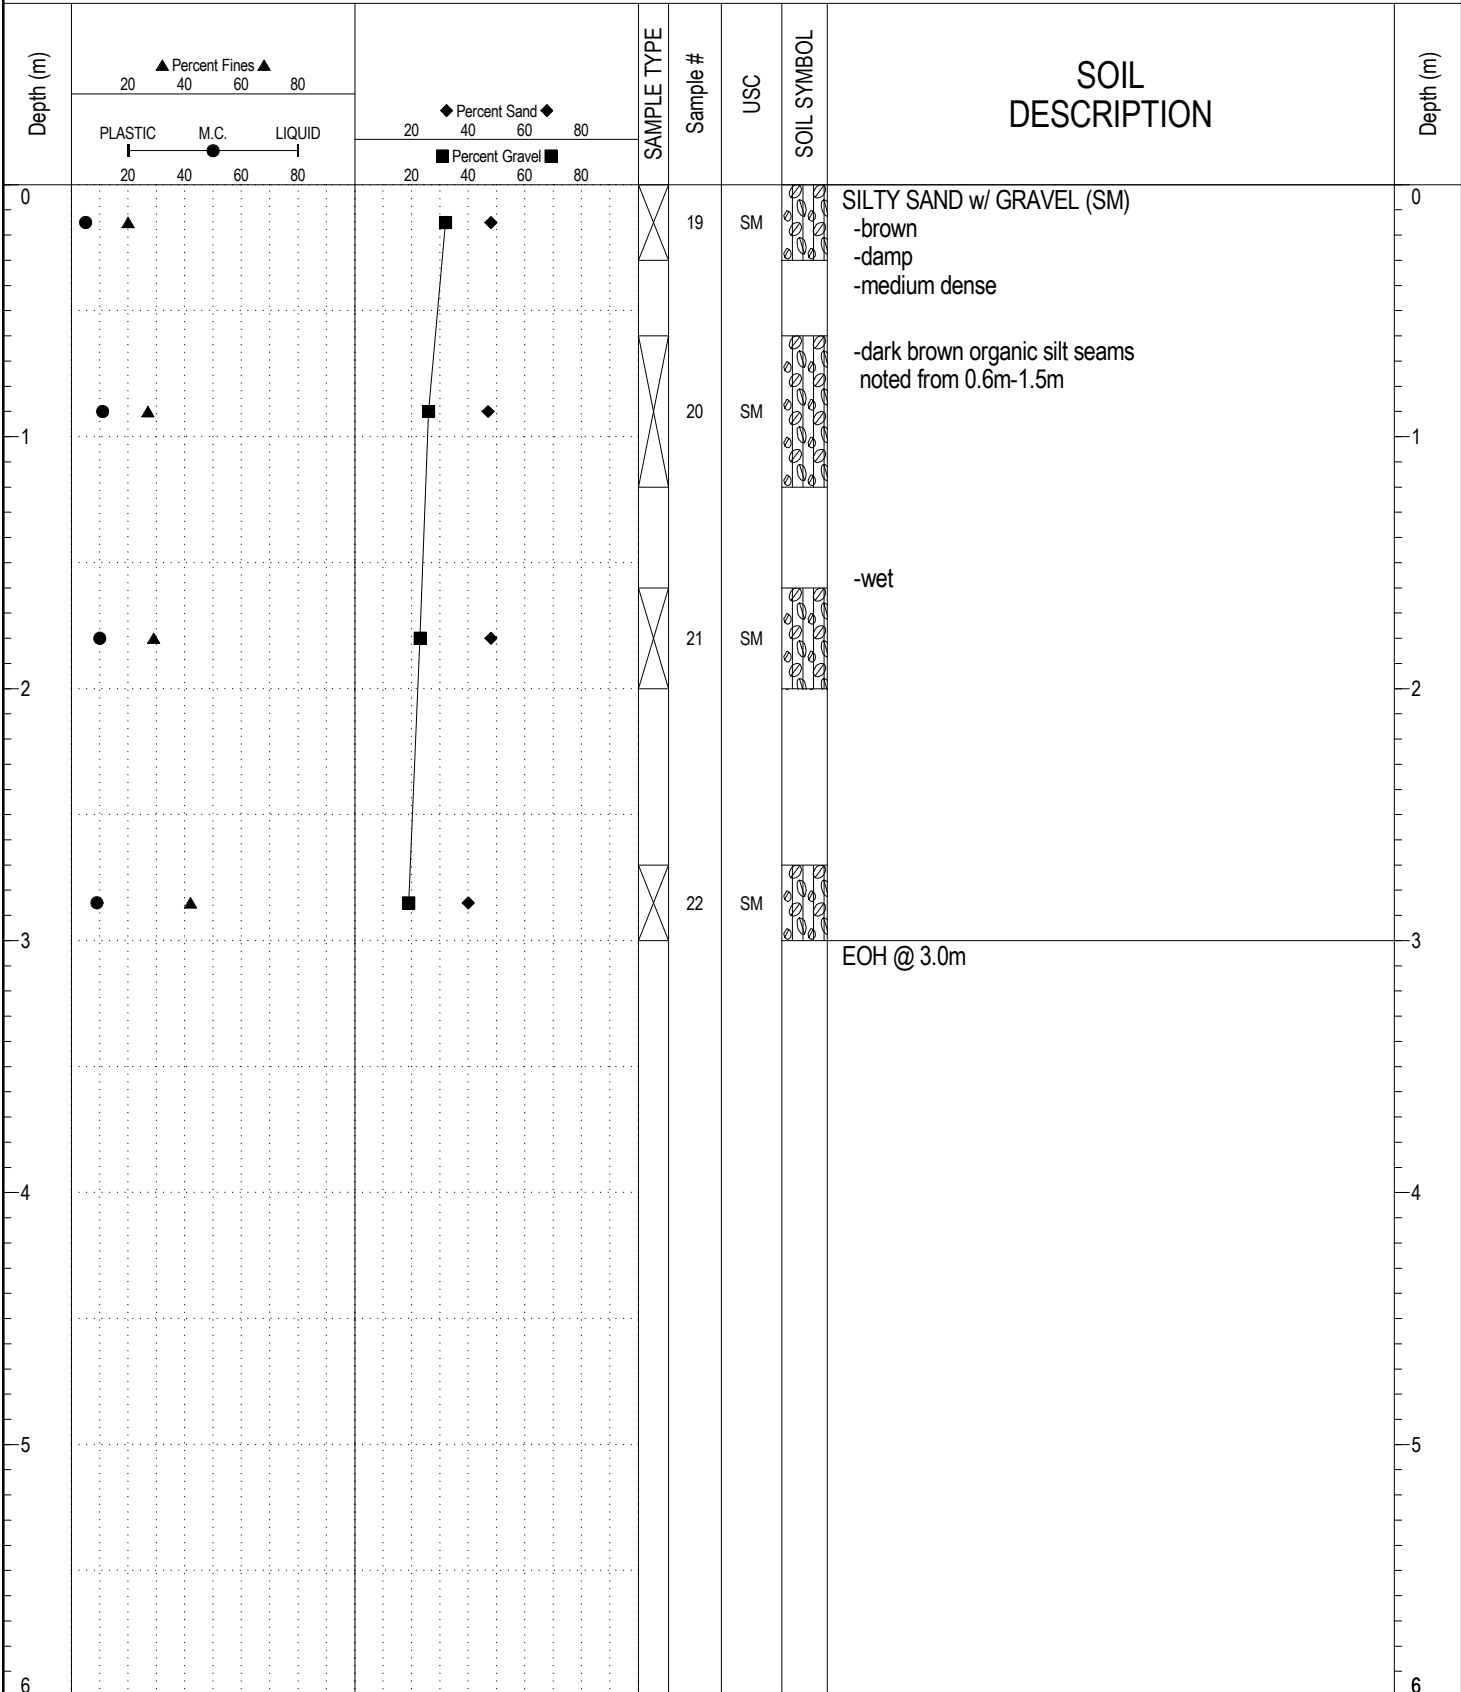 Depth (m)
▲ Percent Fines ▲
20 40 60 80
PLASTIC M.C. LIQUID
20 40 60 80
◆ Percent Sand ◆
20 40 60 80
■ Percent Gravel ■
20 40 60 80
SAMPLE TYPE
Sample #
USC
SOIL SYMBOL
SOIL
DESCRIPTION
Depth (m)
0
19 SM
SILTY SAND w/ GRAVEL (SM)
0
-brown
-damp
-medium dense
-dark brown organic silt seams
noted from 0.6m-1.5m
20 SM
1
1
-wet
21 SM
2
2
22 SM
3
3
EOH @ 3.0m
4
4
5
5
6
6